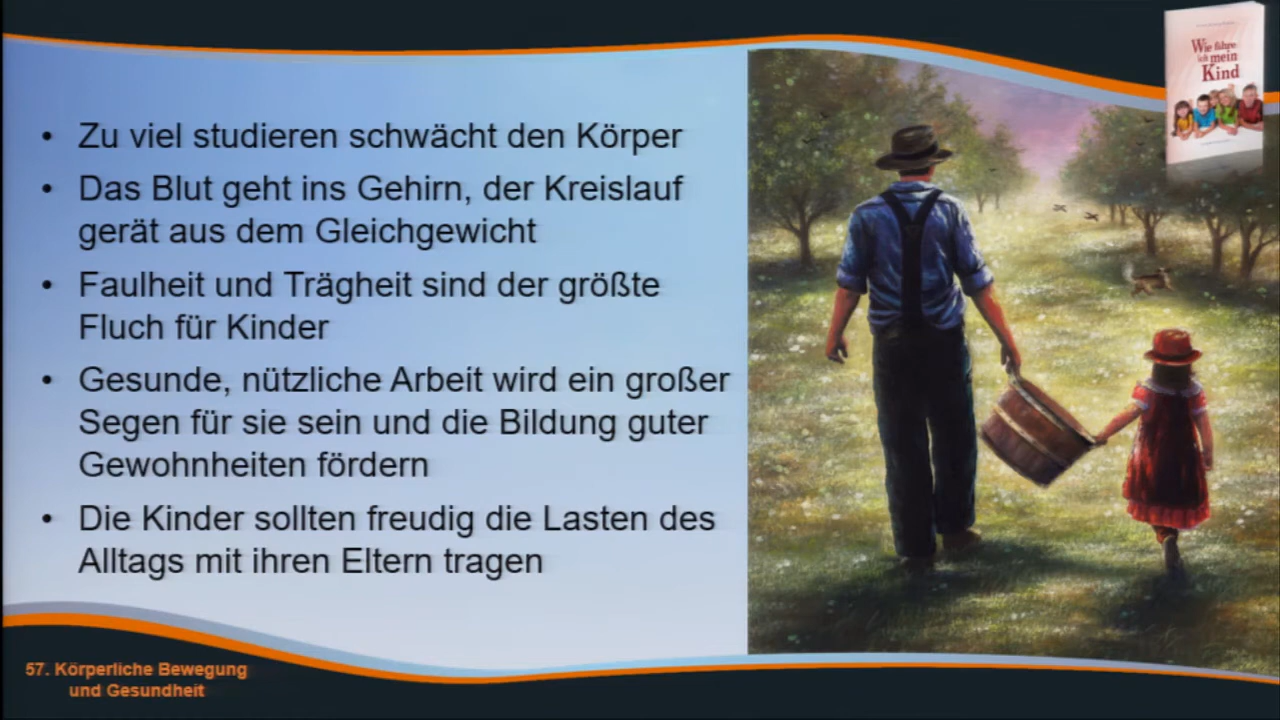 • Zu viel studieren schwächt den Körper
• Das Blut geht ins Gehirn, der Kreislauf
gerät aus dem Gleichgewicht
• Faulheit und Trägheit sind der größte
Fluch für Kinder
• Gesunde, nützliche Arbeit wird ein großer
Segen für sie sein und die Bildung guter
Gewohnheiten fördern
• Die Kinder sollten freudig die Lasten des
Alltags mit ihren Eltern tragen
Wie führe
ich mein
Kind
57. Körperliche Bewegung
und Gesundheit